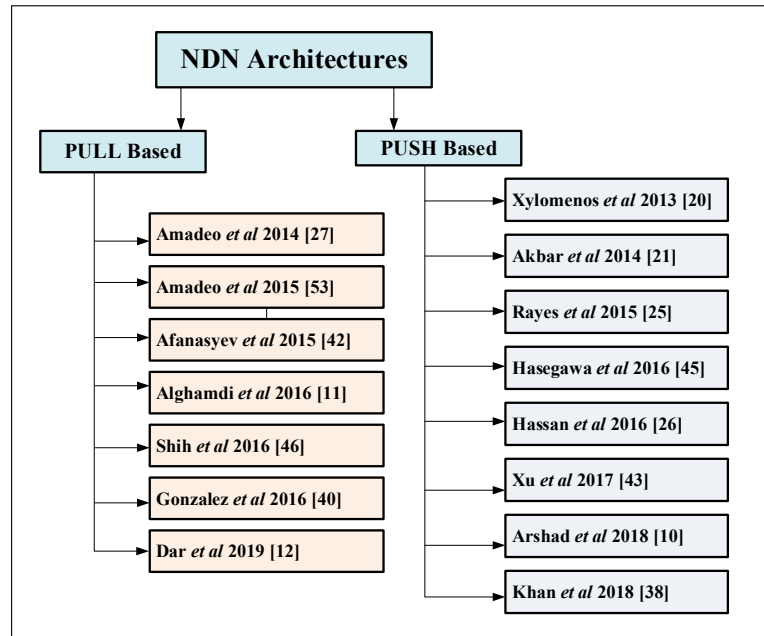 NDN Architectures
PULL Based
Amadeo et al 2014 [27]
Amadeo et al 2015 [53]
Afanasyev et al 2015 [42]
Alghamdi et al 2016 [11]
Shih et al 2016 [46]
Gonzalez et al 2016 [40]
Dar et al 2019 [12]
PUSH Based
Xylomenos et al 2013 [20]
Akbar et al 2014 [21]
Rayes et al 2015 [25]
Hasegawa et al 2016 [45]
Hassan et al 2016 [26]
Xu et al 2017 [43]
Arshad et al 2018 [10]
Khan et al 2018 [38]